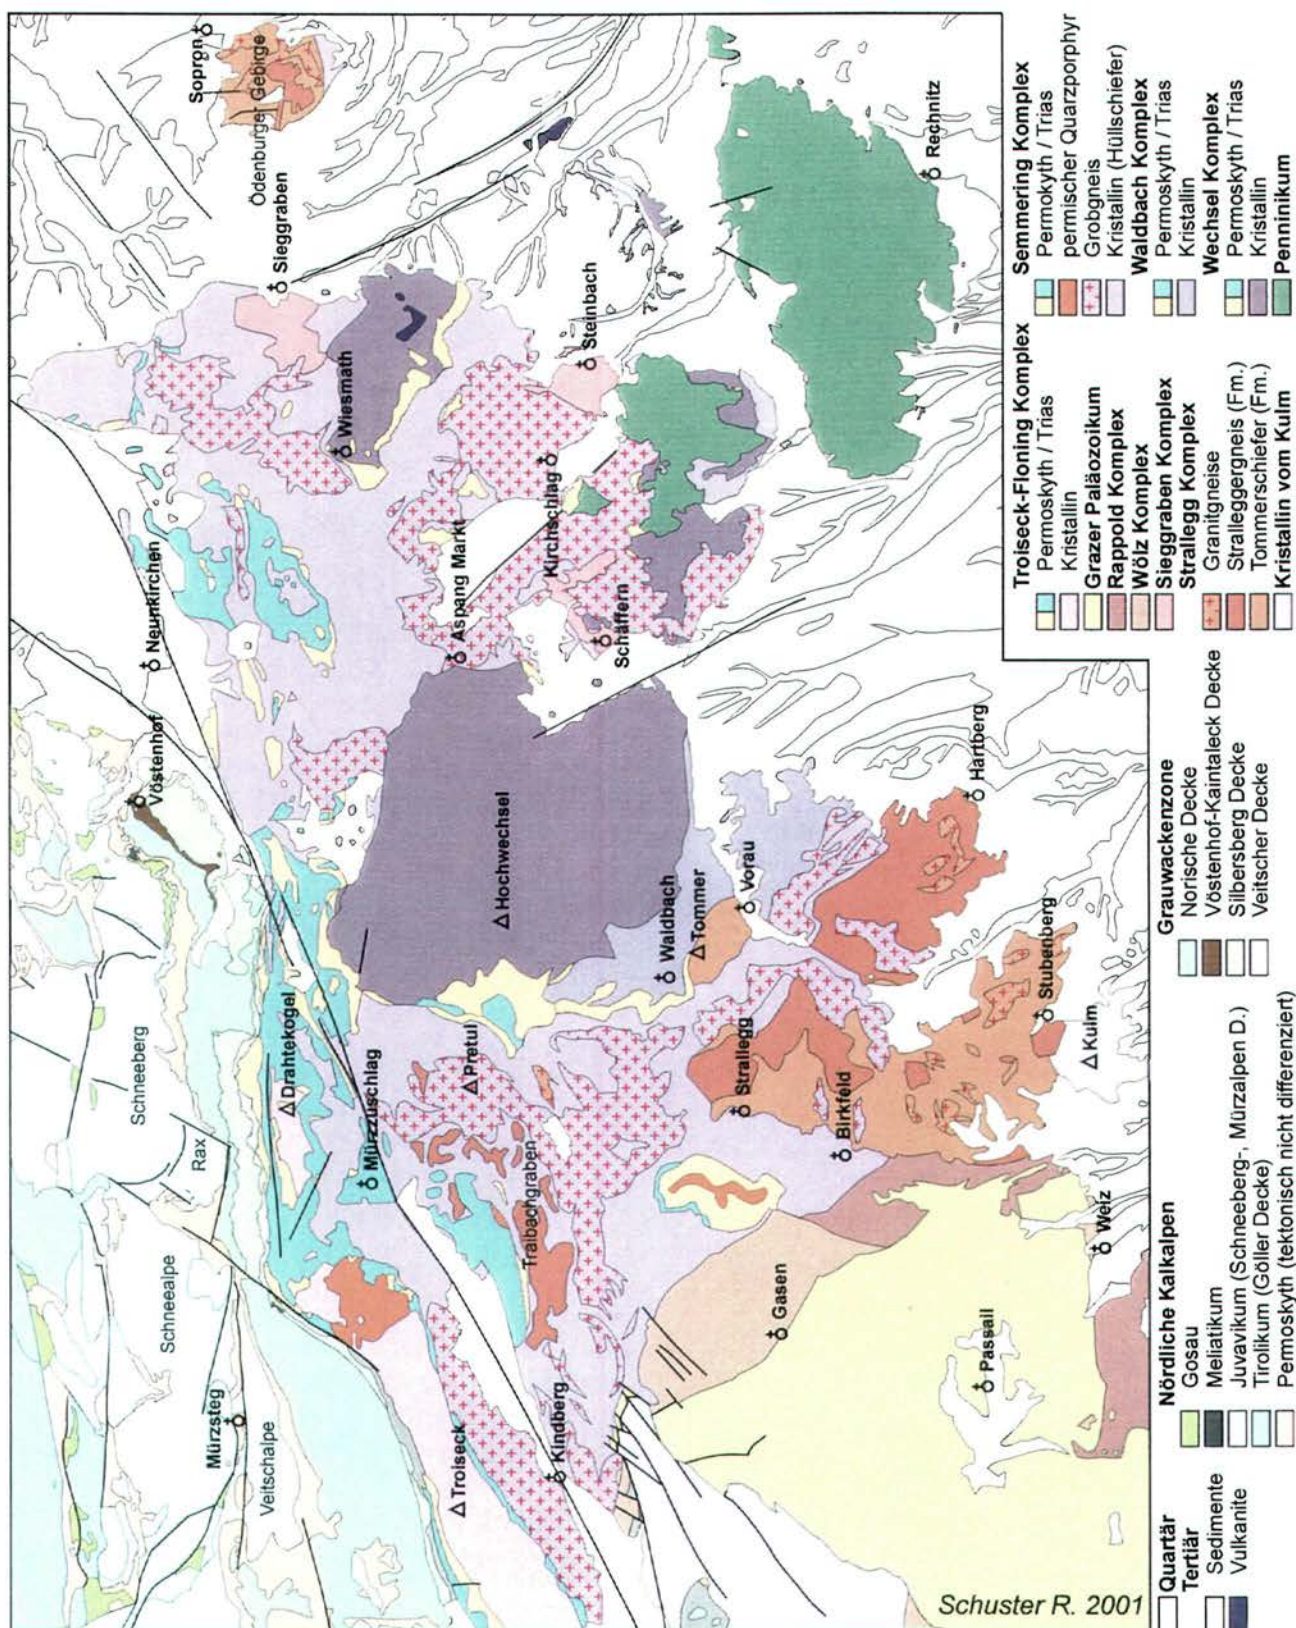 Sopron
Ödenburger Gebirge
Sieggraben
Rechnitz
Steinbach
Wiesmath
Kirchschlag
Aspang Markt
Schäffern
Neunkirchen
Vöstenhof
Hochwechsel
Hartberg
Vorau
Tommer
Waldbach
Schneeberg
Drahtekogel
Pretul
Stubenberg
Kulm
Strallegg
Birkfeld
Rax
Mürzzuschlag
Traibachgraben
Weiz
Schneealpe
Gasen
Passail
Mürzsteg
Veitschalpe
Troiseck
Kindberg
Schuster R. 2001
Quartär
Tertiär
Sedimente
Vulkanite
Nördliche Kalkalpen
Gosau
Meliatikum
Juvavikum (Schneeberg-, Mürzalpen D.)
Tirolikum (Göller Decke)
Permoskyth (tektonisch nicht differenziert)
Grauwackenzone
Norische Decke
Vöstenhof-Kaintaleck Decke
Silbersberg Decke
Veitscher Decke
Troiseck-Floning Komplex
Permoskyth / Trias
Kristallin
Grazer Paläozoikum
Rappold Komplex
Wölz Komplex
Sieggraben Komplex
Strallegg Komplex
Granitgneise
Stralleggergneis (Fm.)
Tommerschiefer (Fm.)
Kristallin vom Kulm
Semmering Komplex
Permokyth / Trias
permischer Quarzporphyr
Grobgneis
Kristallin (Hüllschiefer)
Waldbach Komplex
Permoskyth / Trias
Kristallin
Wechsel Komplex
Permoskyth / Trias
Kristallin
Penninikum